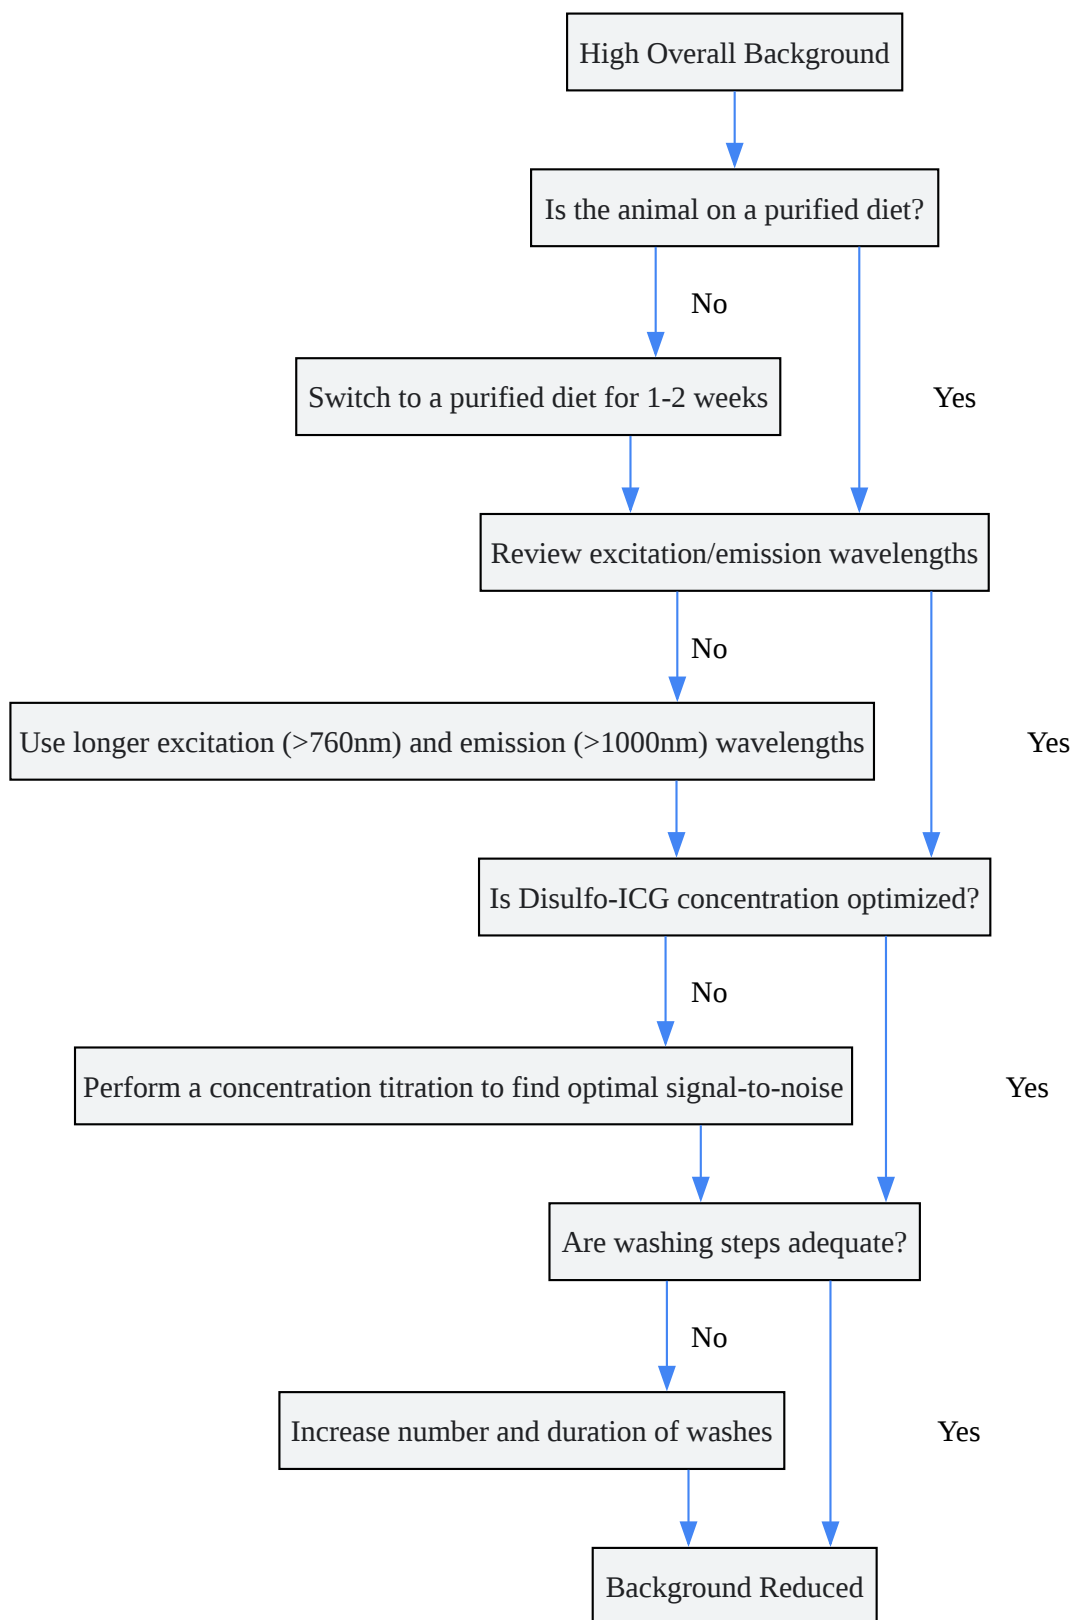 High Overall Background
Is the animal on a purified diet?
No
Switch to a purified diet for 1-2 weeks
Yes
Review excitation/emission wavelengths
No
Use longer excitation (>760nm) and emission (>1000nm) wavelengths
Yes
Is Disulfo-ICG concentration optimized?
No
Perform a concentration titration to find optimal signal-to-noise
Yes
Are washing steps adequate?
No
Increase number and duration of washes
Yes
Background Reduced